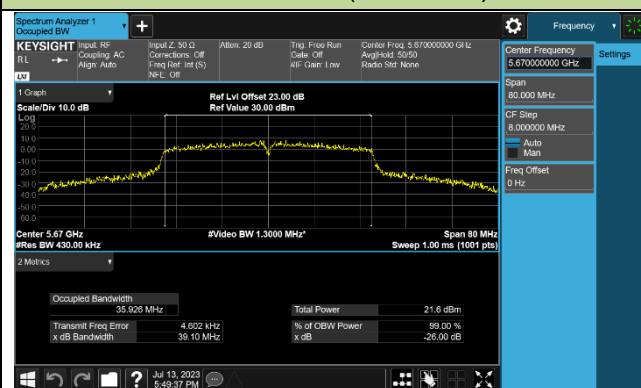 Spectrum Analyzer 1
Occupied BW
Frequency
KEYSIGHT
Input: RF
Input Z: 50 Ω
Atten: 20 dB
Trig: Free Run
Center Freq: 5.670000000 GHz
RL
Coupling: AC
Corrections: Off
Gate: Off
Avg|Hold: 50/50
Align: Auto
Freq Ref: Int (S)
#IF Gain: Low
Radio Std: None
LXI
NFE: Off
Center Frequency
5.670000000 GHz
Settings
Span
80.000 MHz
CF Step
8.000000 MHz
Auto
Man
Freq Offset
0 Hz
1 Graph
Ref Lvl Offset 23.00 dB
Scale/Div 10.0 dB
Ref Value 30.00 dBm
Log
20.0
10.0
0.00
-10.0
-20.0
-30.0
-40.0
-50.0
-60.0
Center 5.67 GHz
#Video BW 1.3000 MHz*
Span 80 MHz
#Res BW 430.00 kHz
Sweep 1.00 ms (1001 pts)
2 Metrics
Occupied Bandwidth
35.926 MHz
Total Power
21.6 dBm
Transmit Freq Error
4.602 kHz
% of OBW Power
99.00 %
x dB Bandwidth
39.10 MHz
x dB
-26.00 dB
Jul 13, 2023
5:49:37 PM